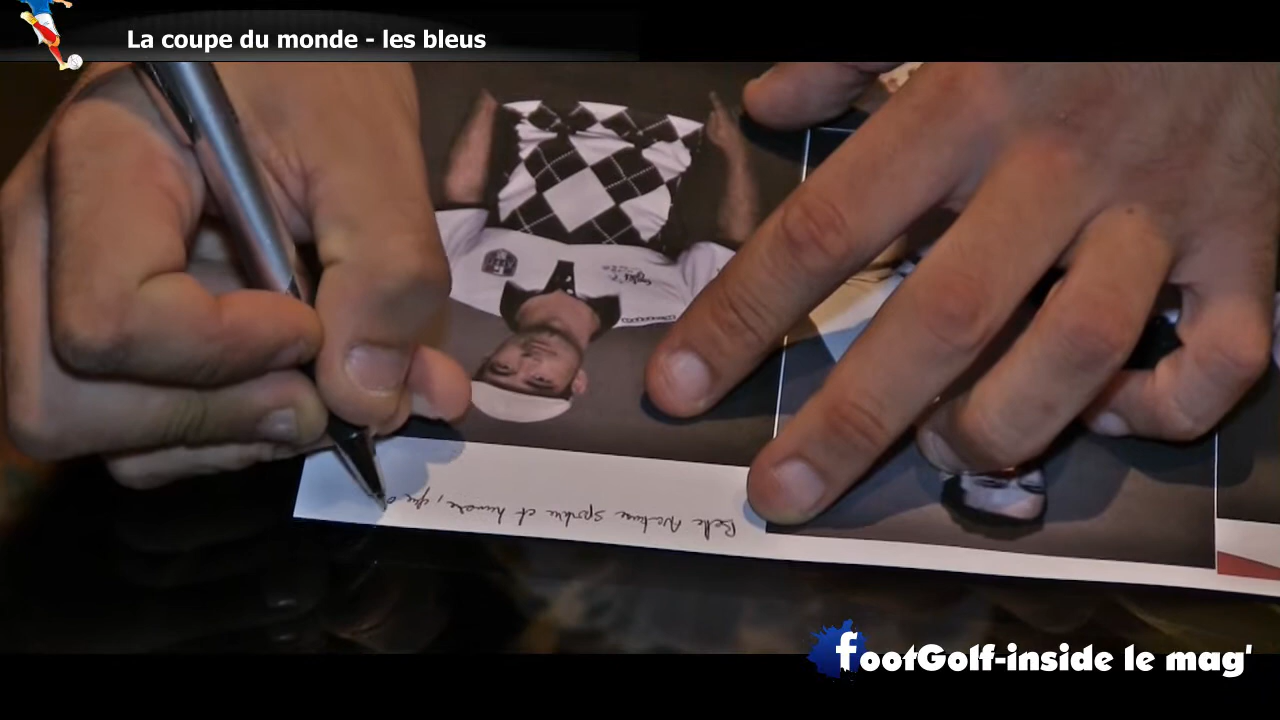 La coupe du monde - les bleus
Belle Aventure sportive et humaine, que
footGolf-inside le mag'